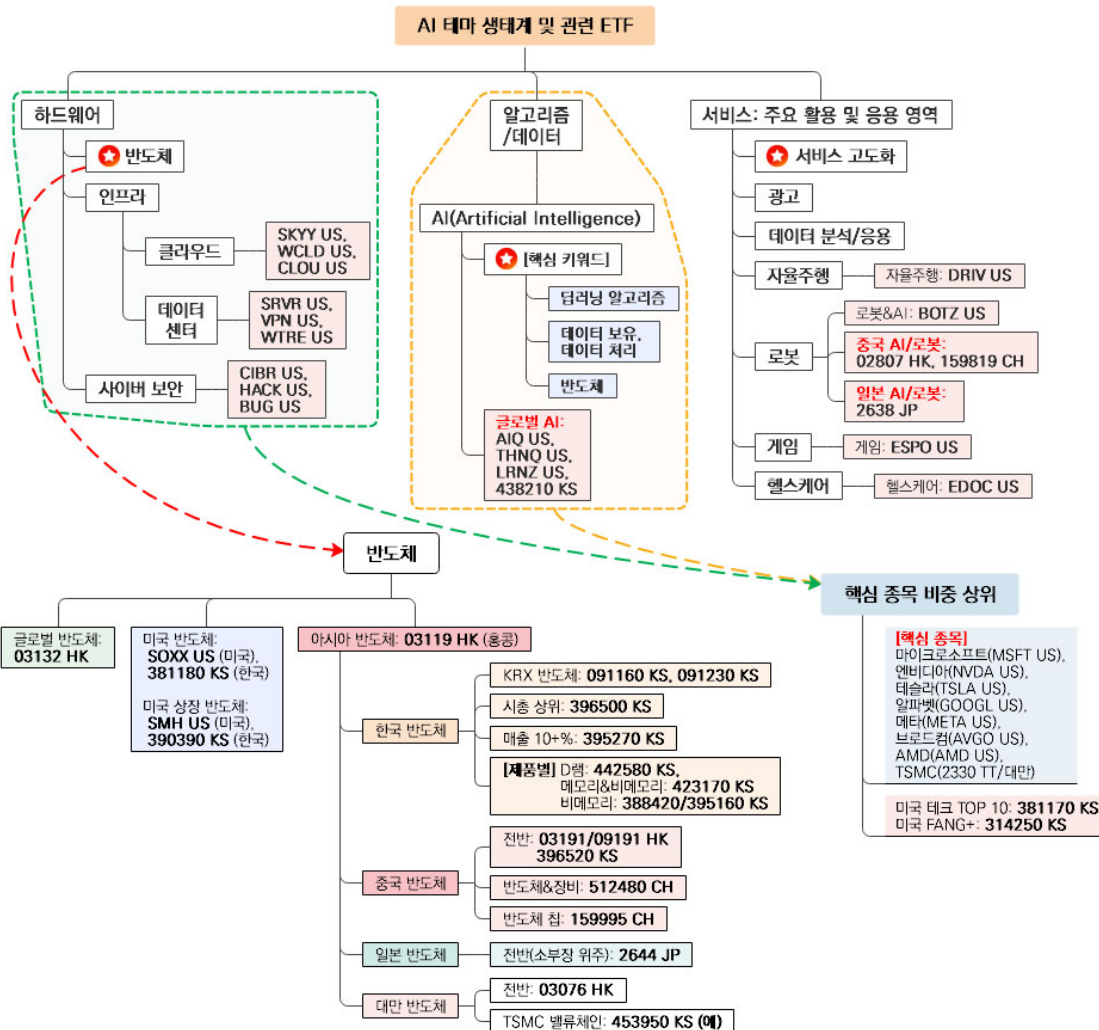 AI 테마 생태계 및 관련 ETF
하드웨어
반도체
인프라
클라우드
SKYY US,
WCLD US,
CLOU US
데이터
센터
SRVR US,
VPN US,
WTRE US
사이버 보안
CIBR US,
HACK US,
BUG US
알고리즘
/데이터
AI(Artificial Intelligence)
[핵심 키워드]
딥러닝 알고리즘
데이터 보유,
데이터 처리
반도체
글로벌 AI:
AIQ US,
THNQ US,
LRNZ US,
438210 KS
서비스: 주요 활용 및 응용 영역
서비스 고도화
광고
데이터 분석/응용
자율주행
자율주행: DRIV US
로봇
로봇&AI: BOTZ US
중국 AI/로봇:
02807 HK, 159819 CH
일본 AI/로봇:
2638 JP
게임
게임: ESPO US
헬스케어
헬스케어: EDOC US
반도체
글로벌 반도체:
03132 HK
미국 반도체:
SOXX US (미국),
381180 KS (한국)
미국 상장 반도체:
SMH US (미국),
390390 KS (한국)
아시아 반도체: 03119 HK (홍콩)
한국 반도체
KRX 반도체: 091160 KS, 091230 KS
시총 상위: 396500 KS
매출 10+%: 395270 KS
[제품별] D램: 442580 KS,
메모리&비메모리: 423170 KS
비메모리: 388420/395160 KS
중국 반도체
전반: 03191/09191 HK
396520 KS
반도체&장비: 512480 CH
반도체 칩: 159995 CH
일본 반도체
전반(소부장 위주): 2644 JP
대만 반도체
전반: 03076 HK
TSMC 밸류체인: 453950 KS (예)
핵심 종목 비중 상위
[핵심 종목]
마이크로소프트(MSFT US),
엔비디아(NVDA US),
테슬라(TSLA US),
알파벳(GOOGL US),
메타(META US),
브로드컴(AVGO US),
AMD(AMD US),
TSMC(2330 TT/대만)
미국 테크 TOP 10: 381170 KS
미국 FANG+: 314250 KS